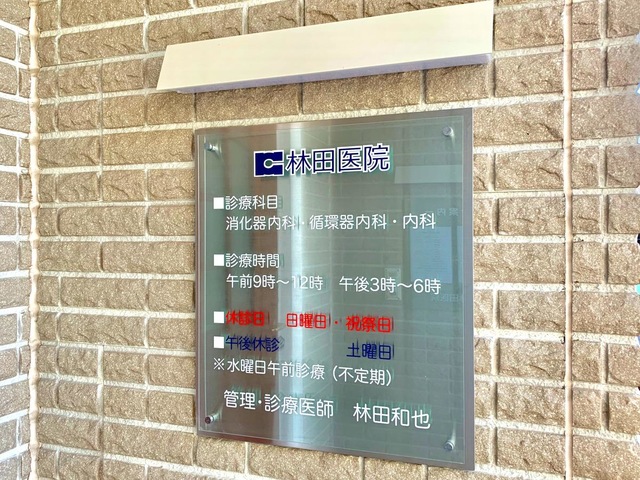 林田医院
■診療科目
消化器内科・循環器内科・内科
■診療時間
午前9時～12時 午後3時～6時
■休診日 日曜日・祝祭日
■午後休診 土曜日
※水曜日午前診療（不定期）
管理・診療医師 林田和也